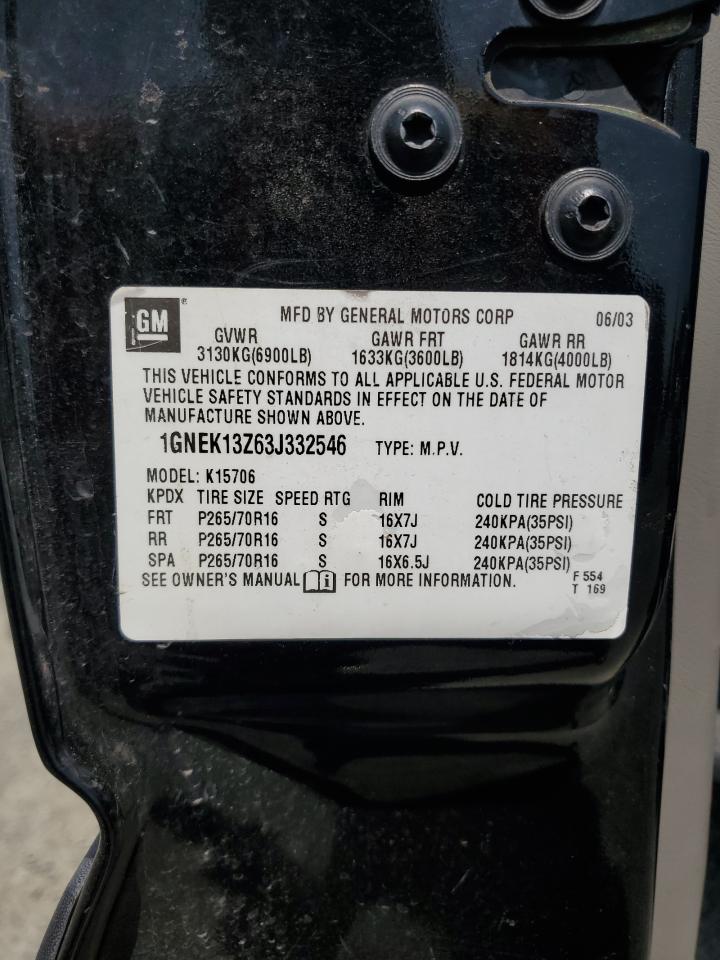 GM ®
MFD BY GENERAL MOTORS CORP 06/03
GVWR GAWR FRT GAWR RR
3130KG(6900LB) 1633KG(3600LB) 1814KG(4000LB)
THIS VEHICLE CONFORMS TO ALL APPLICABLE U.S. FEDERAL MOTOR
VEHICLE SAFETY STANDARDS IN EFFECT ON THE DATE OF
MANUFACTURE SHOWN ABOVE.
1GNEK13Z63J332546 TYPE: M.P.V.
MODEL: K15706
KPDX TIRE SIZE SPEED RTG RIM COLD TIRE PRESSURE
FRT P265/70R16 S 16X7J 240KPA(35PSI)
RR P265/70R16 S 16X7J 240KPA(35PSI)
SPA P265/70R16 S 16X6.5J 240KPA(35PSI)
SEE OWNER'S MANUAL i FOR MORE INFORMATION. F 554
T 169